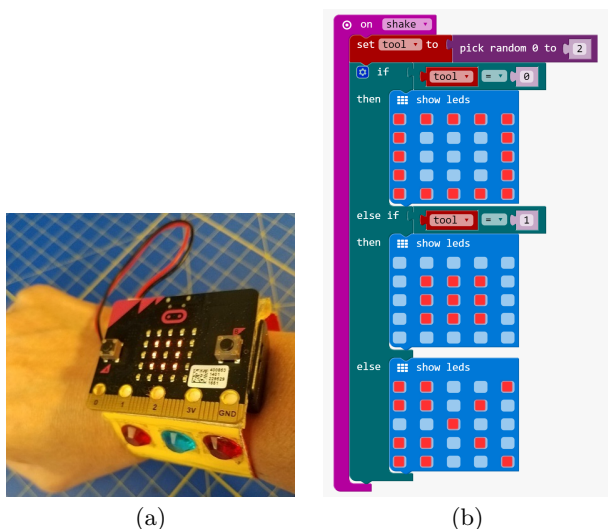 on shake
set tool to pick random 0 to 2
if tool = 0
then show leds
else if tool = 1
then show leds
else show leds
0 1 2 3V GND
(a)
(b)